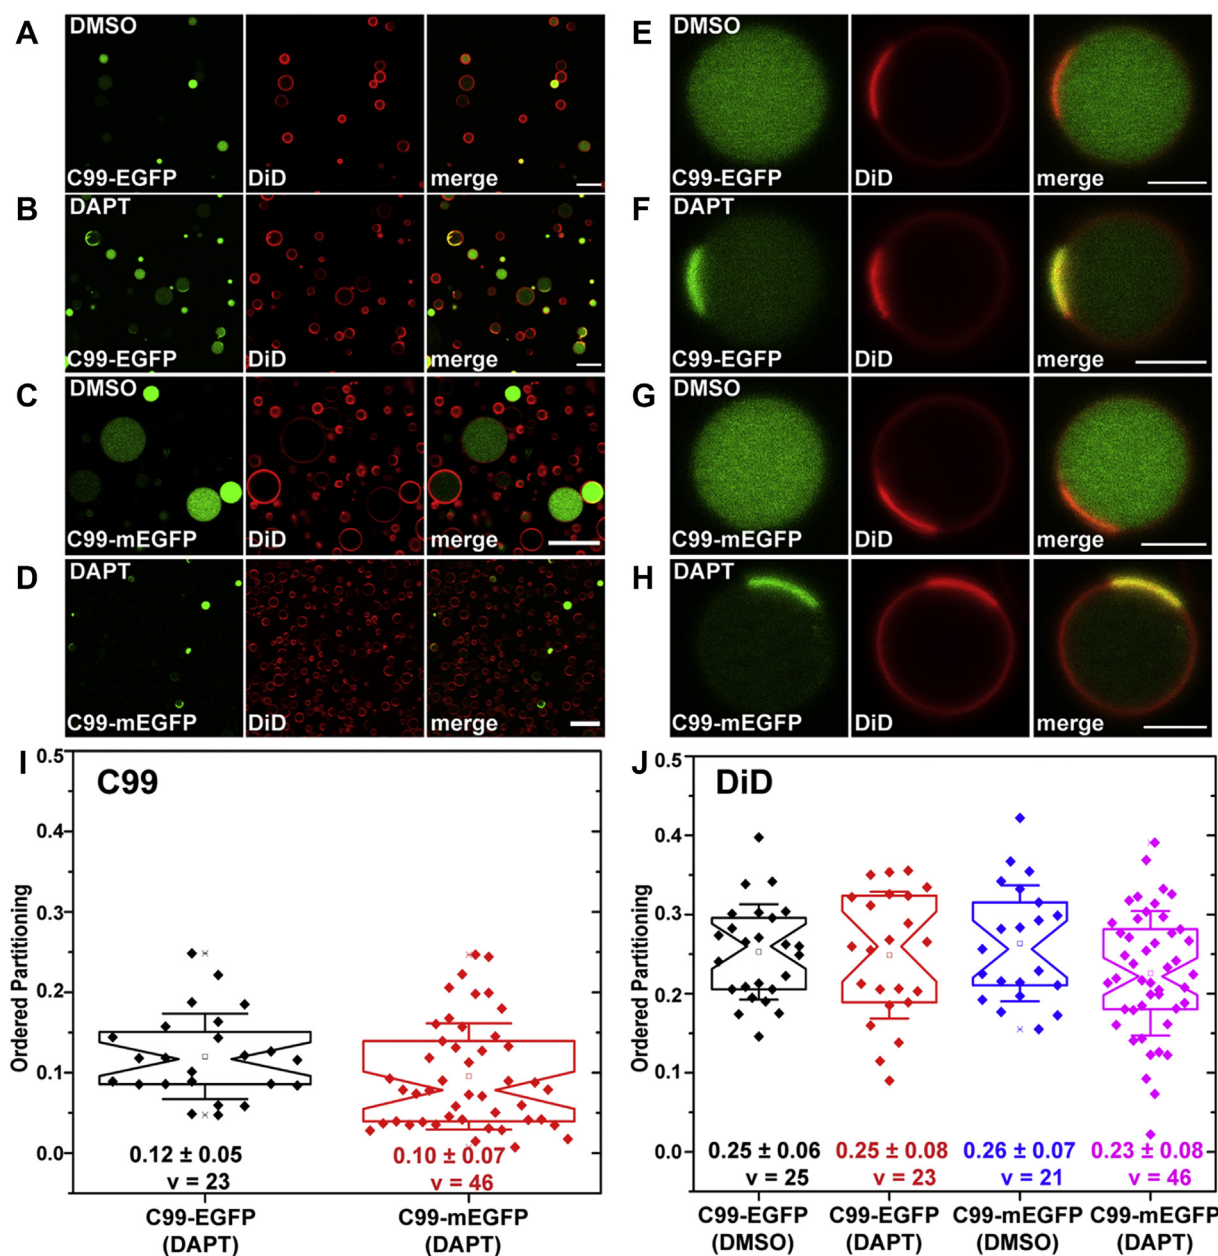 A
DMSO
C99-EGFP
DiD
merge
B
DAPT
C99-EGFP
DiD
merge
C
DMSO
C99-mEGFP
DiD
merge
D
DAPT
C99-mEGFP
DiD
merge
E
DMSO
C99-EGFP
DiD
merge
F
DAPT
C99-EGFP
DiD
merge
G
DMSO
C99-mEGFP
DiD
merge
H
DAPT
C99-mEGFP
DiD
merge
I
C99
Ordered Partitioning
0.5
0.4
0.3
0.2
0.1
0.0
0.12 ± 0.05
v = 23
0.10 ± 0.07
v = 46
C99-EGFP
(DAPT)
C99-mEGFP
(DAPT)
J
DiD
Ordered Partitioning
0.5
0.4
0.3
0.2
0.1
0.0
0.25 ± 0.06
v = 25
0.25 ± 0.08
v = 23
0.26 ± 0.07
v = 21
0.23 ± 0.08
v = 46
C99-EGFP
(DMSO)
C99-EGFP
(DAPT)
C99-mEGFP
(DMSO)
C99-mEGFP
(DAPT)